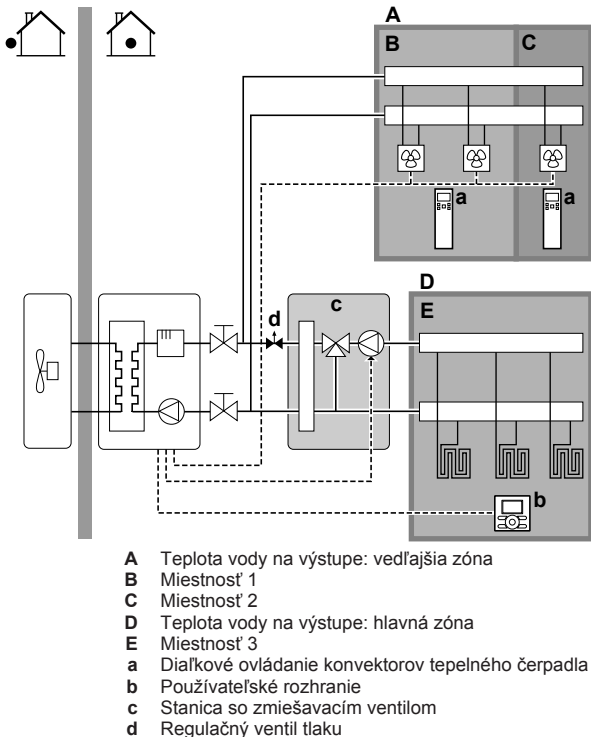 A
B C
a a
D
E
c
d
b
A Teplota vody na výstupe: vedľajšia zóna
B Miestnosť 1
C Miestnosť 2
D Teplota vody na výstupe: hlavná zóna
E Miestnosť 3
a Diaľkové ovládanie konvektorov tepelného čerpadla
b Používateľské rozhranie
c Stanica so zmiešavacím ventilom
d Regulačný ventil tlaku